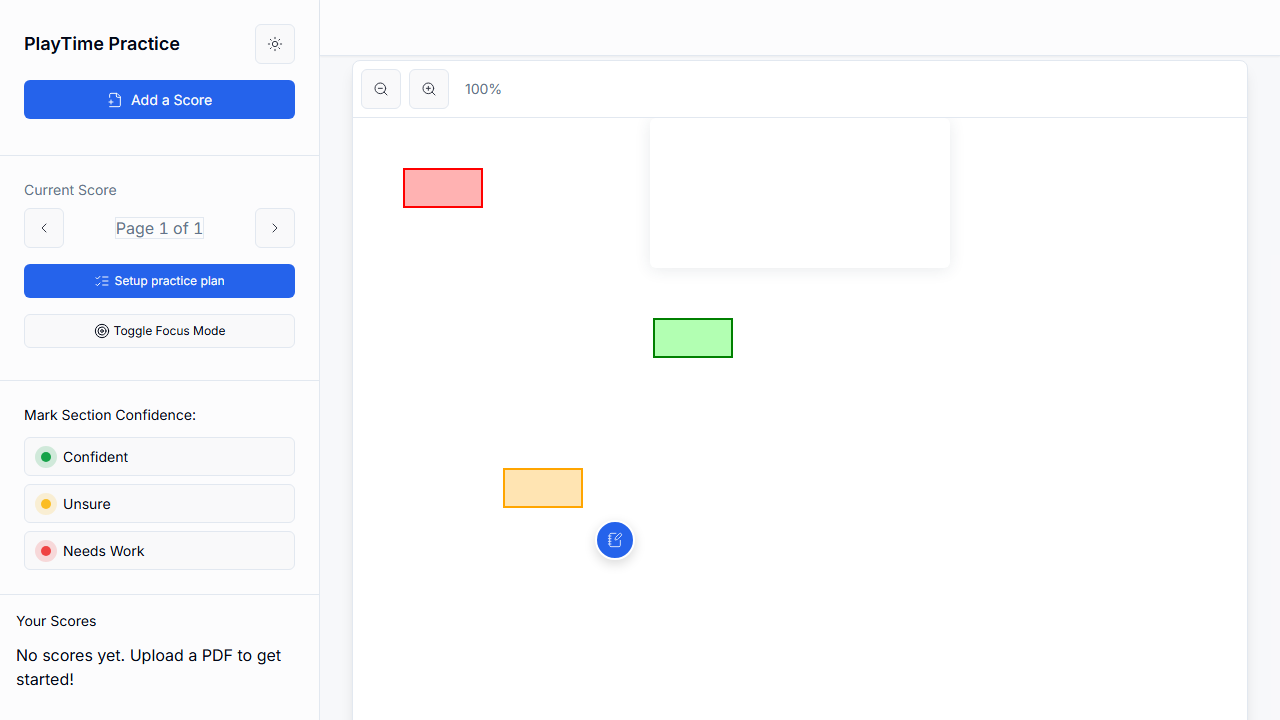 PlayTime Practice
Add a Score
Current Score
Page 1 of 1
Setup practice plan
Toggle Focus Mode
Mark Section Confidence:
Confident
Unsure
Needs Work
Your Scores
No scores yet. Upload a PDF to get
started!
100%